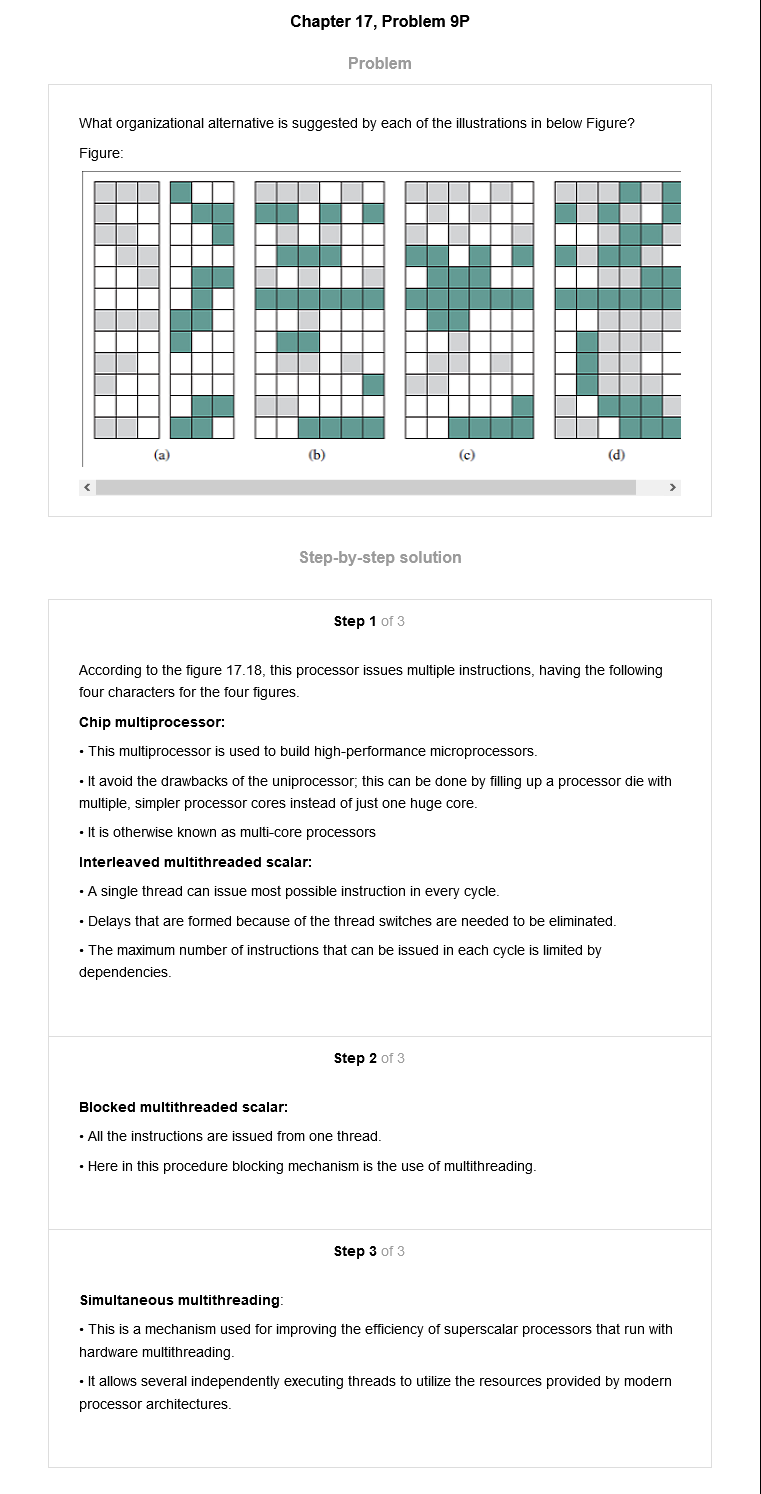 Chapter 17, Problem 9P
Problem
What organizational alternative is suggested by each of the illustrations in below Figure?
Figure:
(a) (b) (c) (d)
Step-by-step solution
Step 1 of 3
According to the figure 17.18, this processor issues multiple instructions, having the following
four characters for the four figures.
Chip multiprocessor:
• This multiprocessor is used to build high-performance microprocessors.
• It avoid the drawbacks of the uniprocessor; this can be done by filling up a processor die with
multiple, simpler processor cores instead of just one huge core.
• It is otherwise known as multi-core processors
Interleaved multithreaded scalar:
• A single thread can issue most possible instruction in every cycle.
• Delays that are formed because of the thread switches are needed to be eliminated.
• The maximum number of instructions that can be issued in each cycle is limited by
dependencies.
Step 2 of 3
Blocked multithreaded scalar:
• All the instructions are issued from one thread.
• Here in this procedure blocking mechanism is the use of multithreading.
Step 3 of 3
Simultaneous multithreading:
• This is a mechanism used for improving the efficiency of superscalar processors that run with
hardware multithreading.
• It allows several independently executing threads to utilize the resources provided by modern
processor architectures.